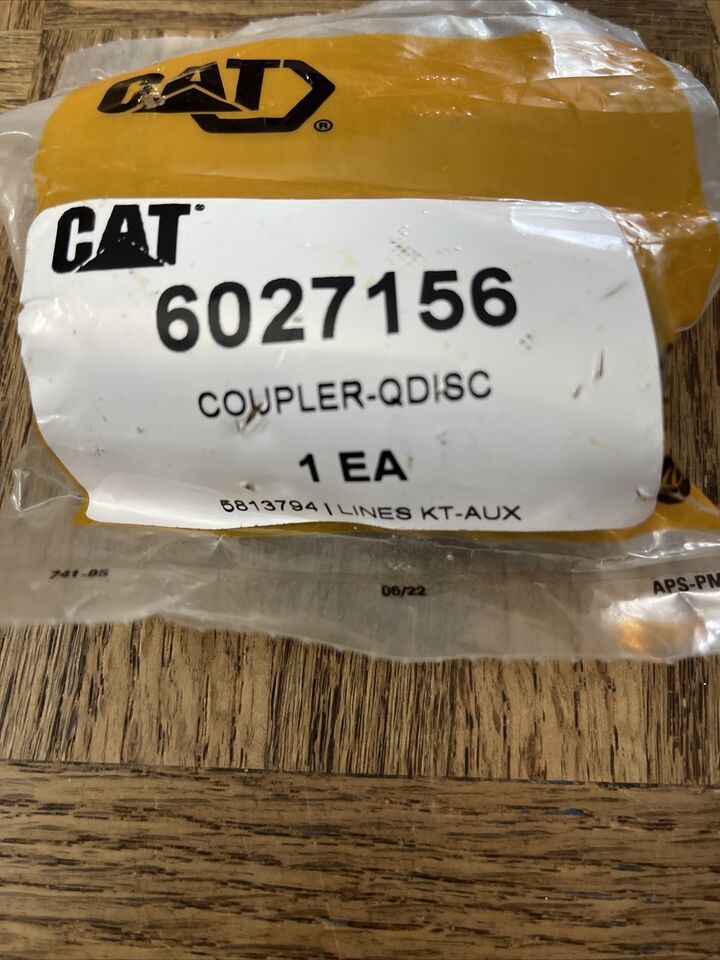 CAT
®
CAT
6027156
COUPLER-QDISC
1 EA
5813794 | LINES KT-AUX
741-05
06/22
APS-PM